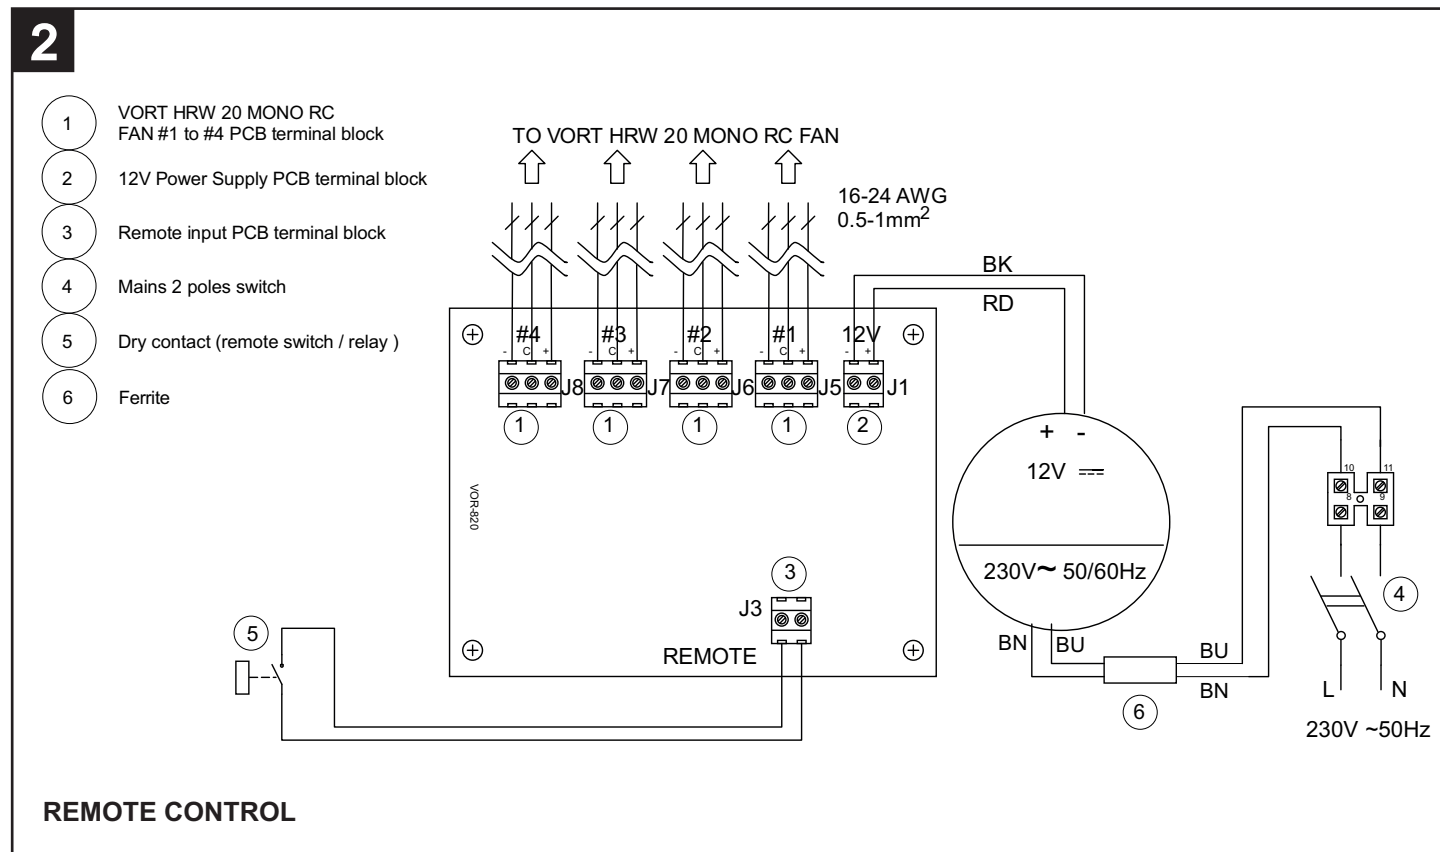 2
1 VORT HRW 20 MONO RC
FAN #1 to #4 PCB terminal block
2 12V Power Supply PCB terminal block
3 Remote input PCB terminal block
4 Mains 2 poles switch
5 Dry contact (remote switch / relay )
6 Ferrite
TO VORT HRW 20 MONO RC FAN
16-24 AWG
0.5-1mm²
BK
RD
#4 #3 #2 #1 12V
- C + - C + - C + - C + - +
J8 J7 J6 J5 J1
1 1 1 1 2
+ -
12V
10 11
8 9
VOR-820
230V~ 50/60Hz
3
4
J3
5
REMOTE
BN BU
BU
BN
6
L N
230V ~50Hz
REMOTE CONTROL